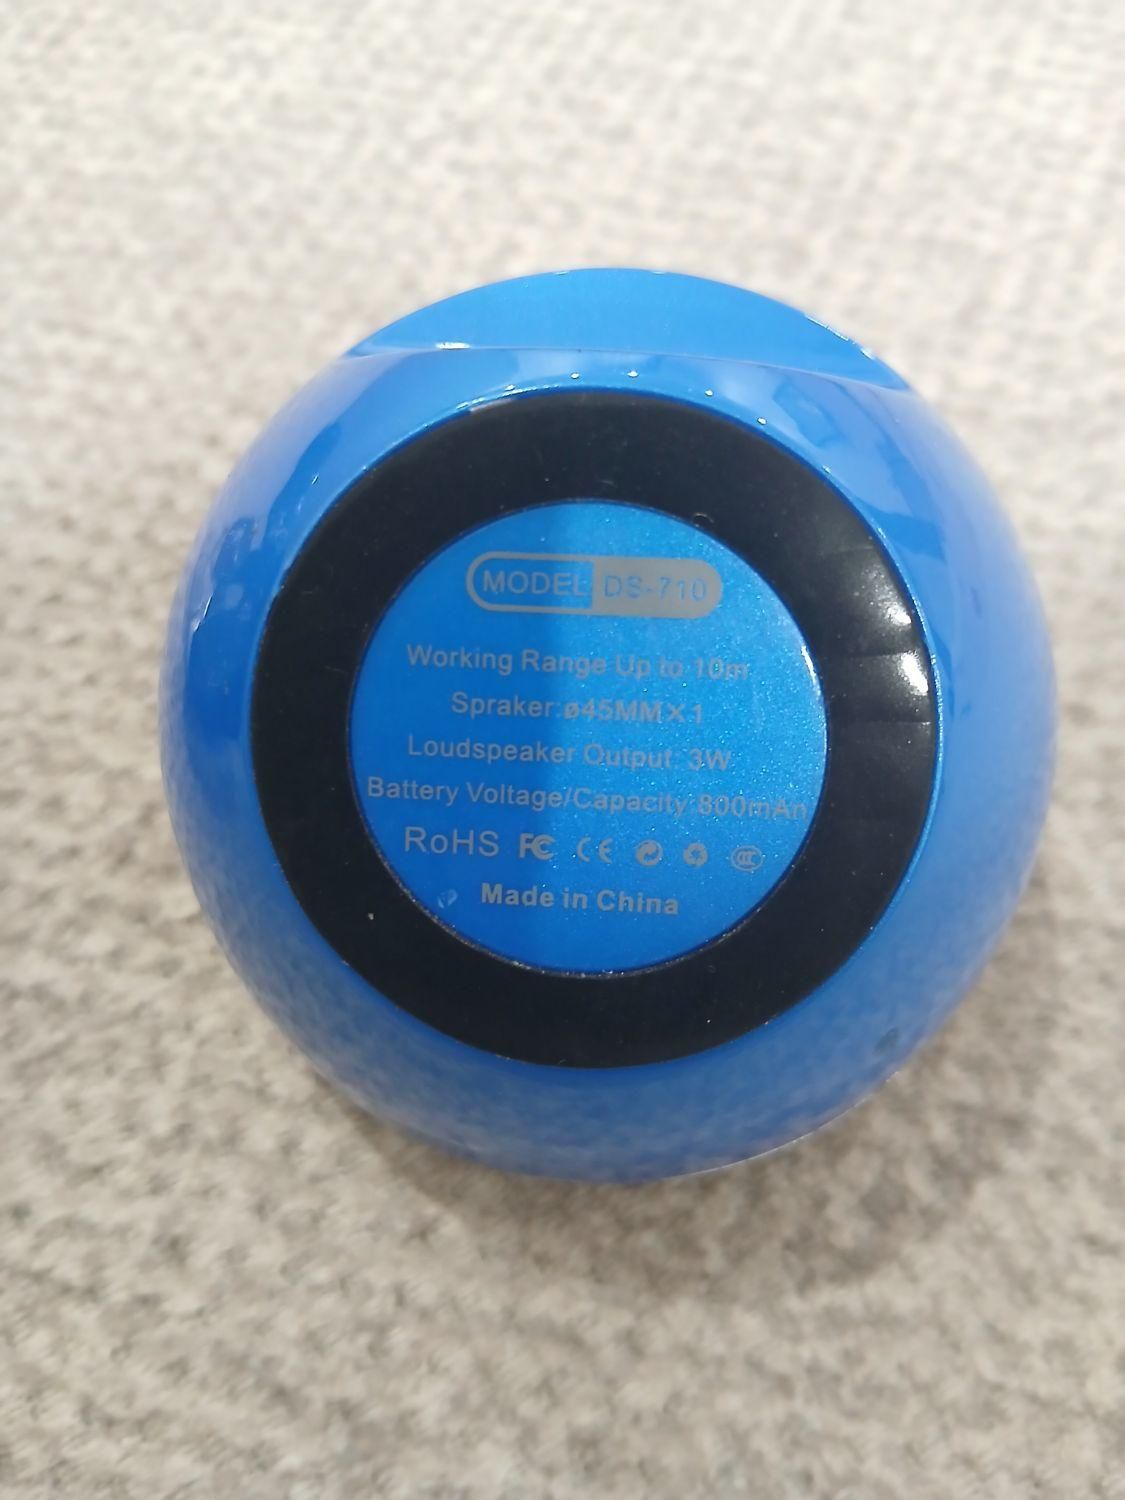 MODEL: DS-710
Working Range Up to 10m
Spraker:ø45MM×1
Loudspeaker Output: 3W
Battery Voltage/Capacity:800mAh
RoHS FC CE CCC
Made in China